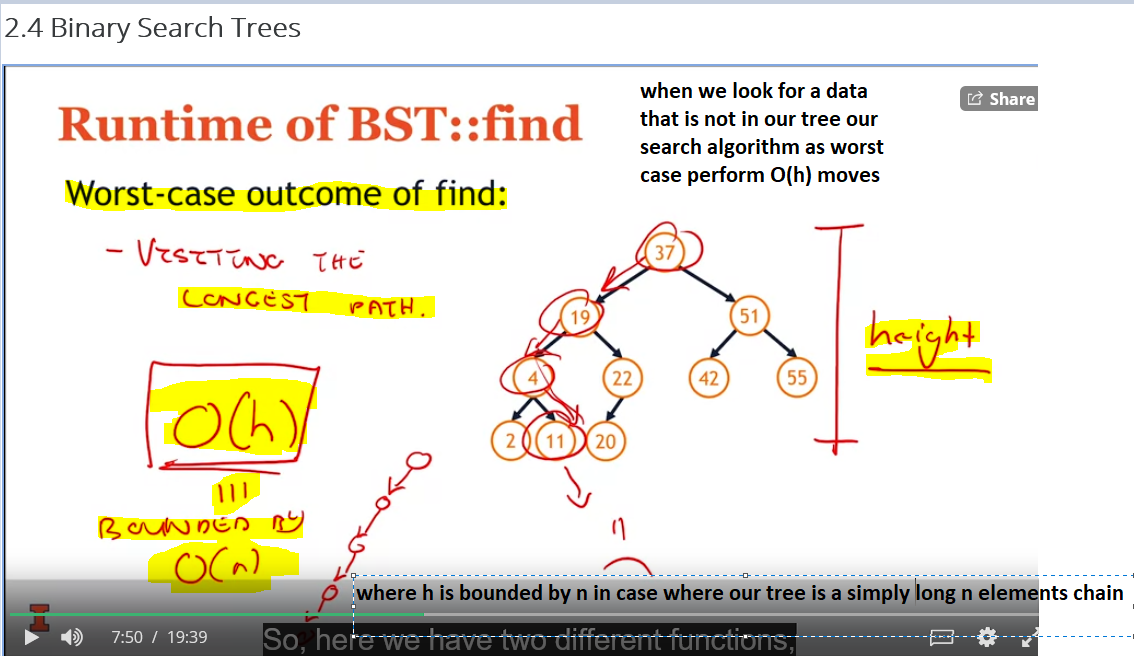 2.4 Binary Search Trees
Runtime of BST::find
when we look for a data
that is not in our tree our
search algorithm as worst
case perform O(h) moves
Share
Worst-case outcome of find:
- VISITING THE
LONGEST PATH.
37
19
51
4
22
42
55
2
11
20
height
O(h)
BOUNDED BY
O(n)
n
where h is bounded by n in case where our tree is a simply long n elements chain
7:50 / 19:39
So, here we have two different functions,